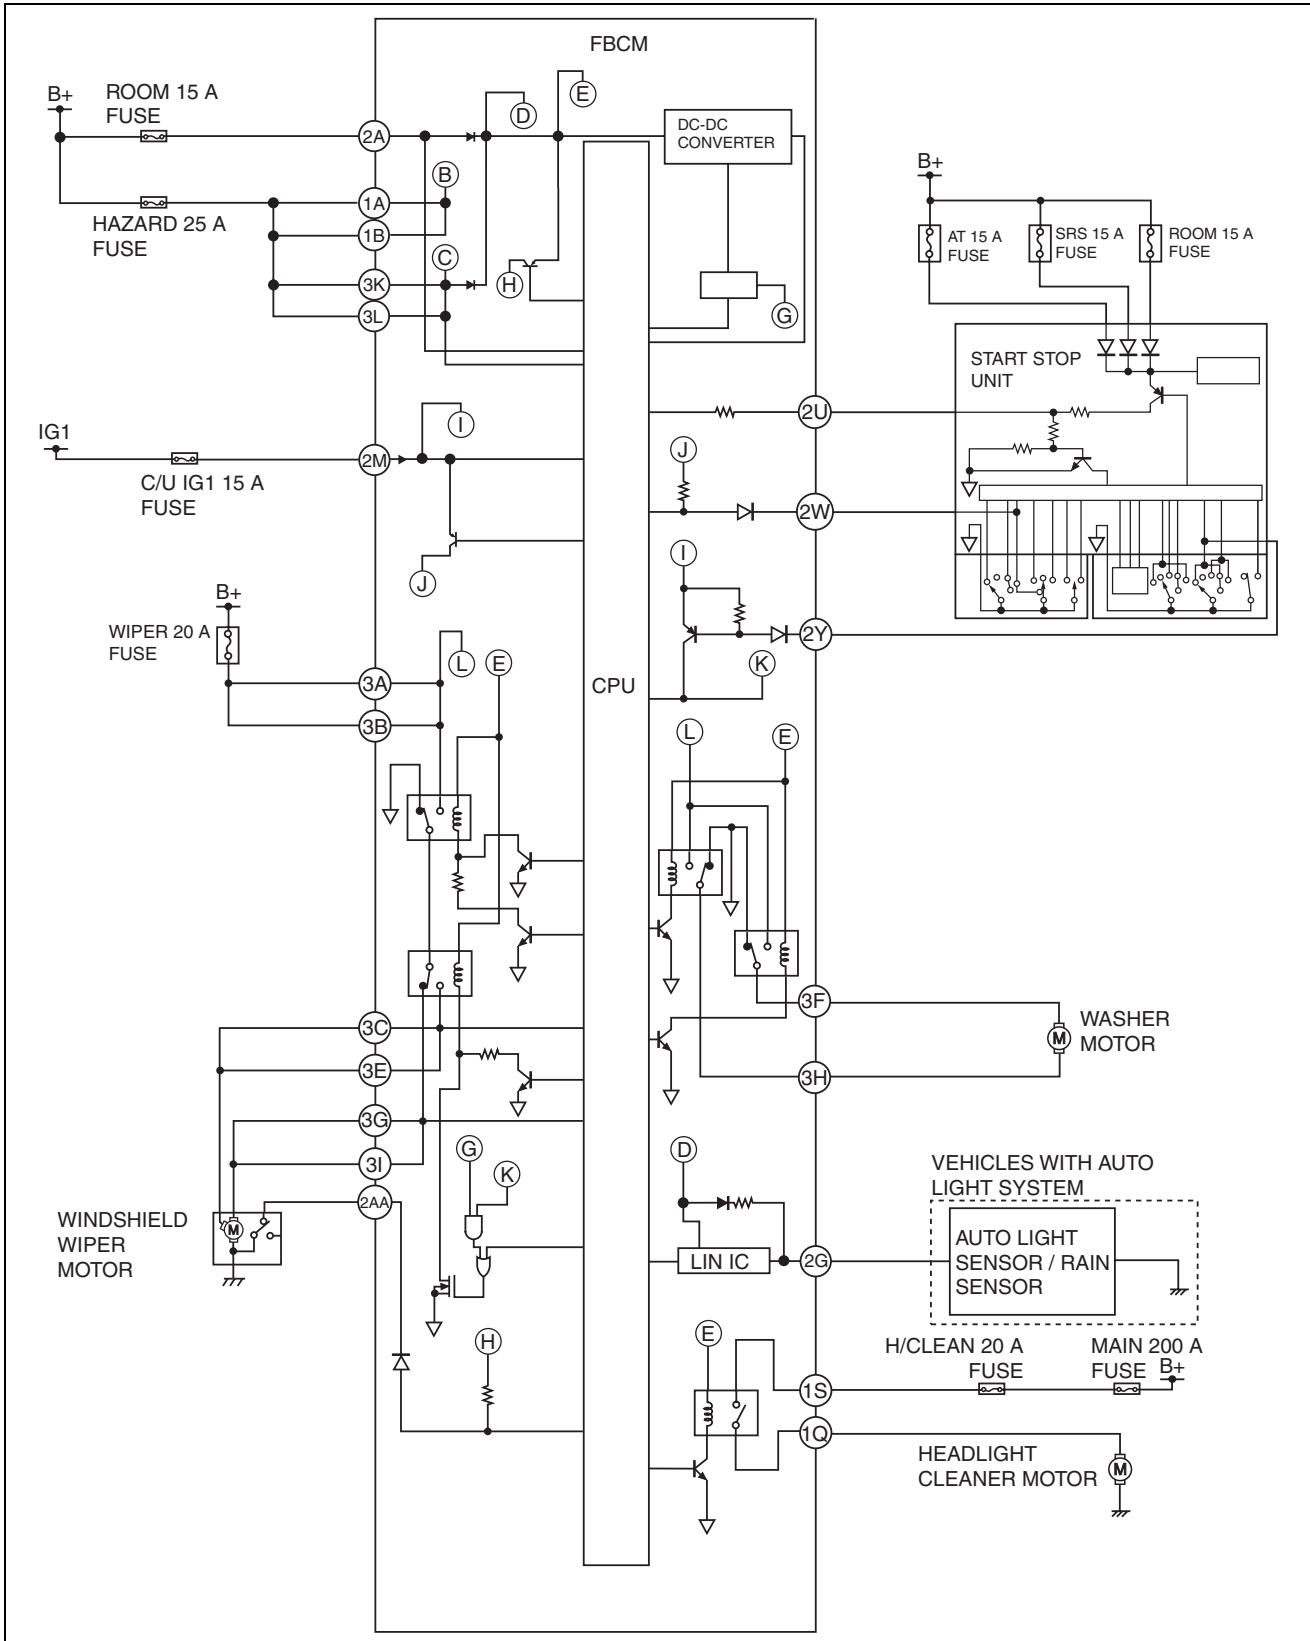 FBCM
B+
ROOM 15 A
FUSE
2A
D
E
DC-DC
CONVERTER
B
1A
HAZARD 25 A
FUSE
1B
C
H
3K
G
3L
B+
AT 15 A
FUSE
SRS 15 A
FUSE
ROOM 15 A
FUSE
START STOP
UNIT
IG1
C/U IG1 15 A
FUSE
2M
I
J
2U
J
2W
I
2Y
K
B+
WIPER 20 A
FUSE
L
E
3A
3B
CPU
L
E
3F
WASHER
MOTOR
M
3H
3C
3E
3G
3I
2AA
G
K
WINDSHIELD
WIPER
MOTOR
M
H
D
LIN IC
2G
VEHICLES WITH AUTO
LIGHT SYSTEM
AUTO LIGHT
SENSOR / RAIN
SENSOR
E
H/CLEAN 20 A
FUSE
MAIN 200 A
FUSE
B+
1S
1Q
HEADLIGHT
CLEANER MOTOR
M